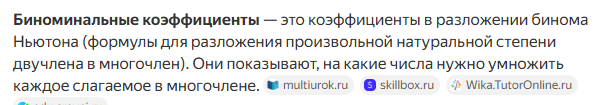 Биноминальные коэффициенты — это коэффициенты в разложении бинома
Ньютона (формулы для разложения произвольной натуральной степени
двучлена в многочлен). Они показывают, на какие числа нужно умножить
каждое слагаемое в многочлене. multiurok.ru skillbox.ru Wika.TutorOnline.ru